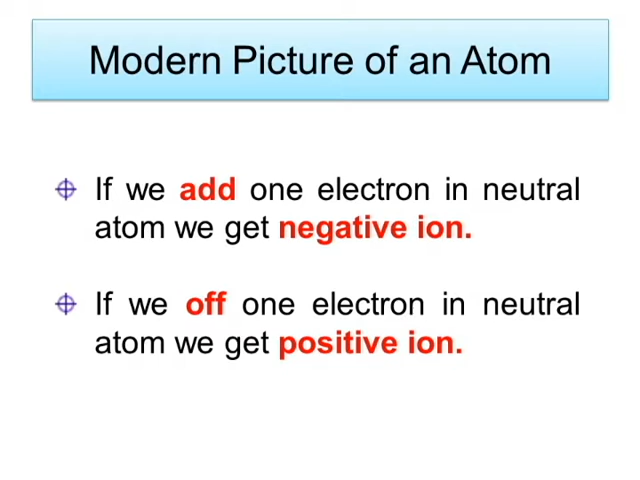 Modern Picture of an Atom
If we add one electron in neutral
atom we get negative ion.
If we off one electron in neutral
atom we get positive ion.